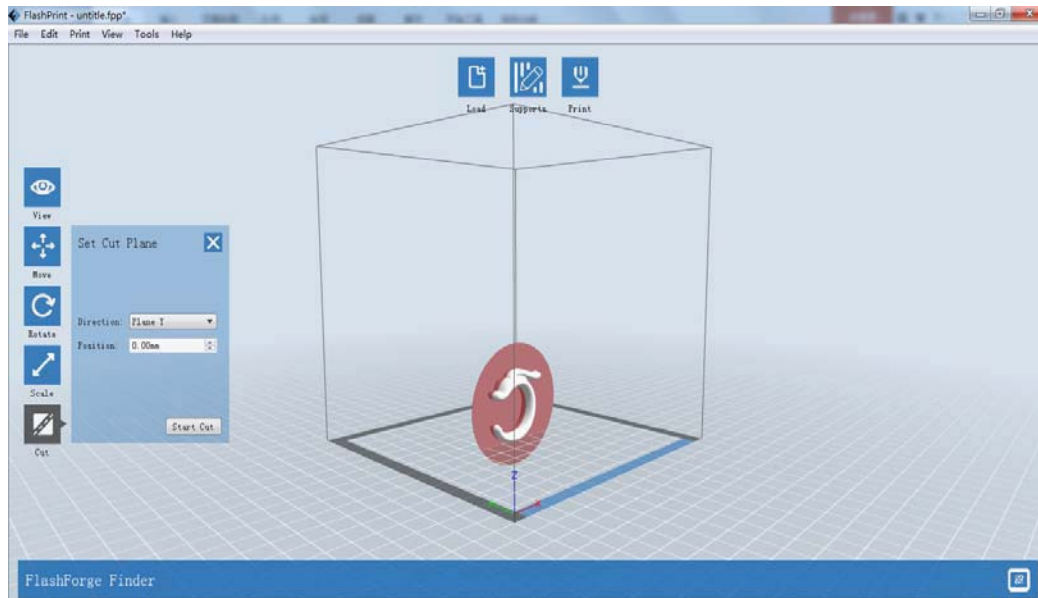 FlashPrint - untitle.fpp*
File Edit Print View Tools Help
Load Supports Print
View
Set Cut Plane
Move
Direction: Plane Y
Rotate
Position: 0.00mm
Scale
Start Cut
Cut
Z
X
FlashForge Finder